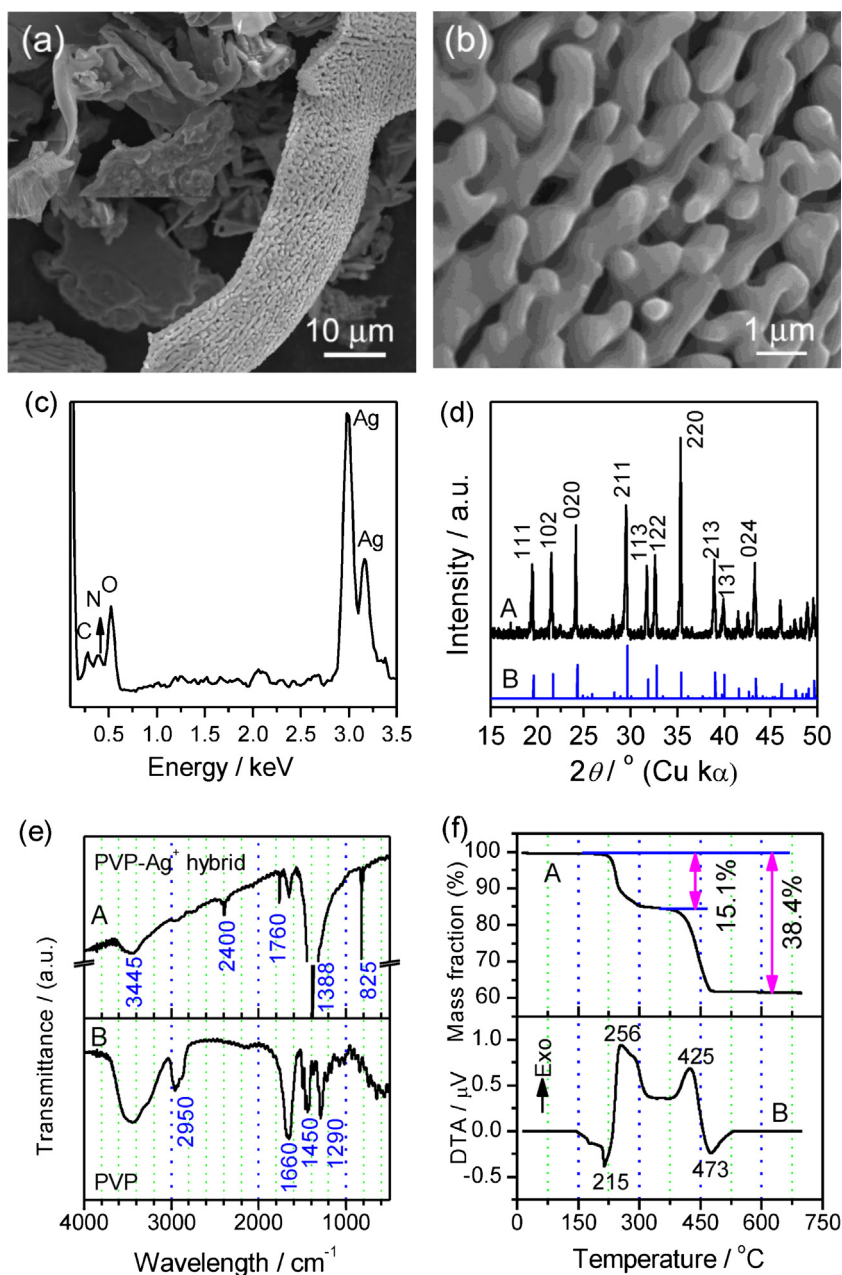 (a)
10 μm
(b)
1 μm
(c)
Ag
Ag
C
N
O
0.5 1.0 1.5 2.0 2.5 3.0 3.5
Energy / keV
(d)
Intensity / a.u.
111
102
020
211
113
122
220
213
131
024
A
B
15 20 25 30 35 40 45 50
2θ / ° (Cu kα)
(e)
Transmittance / (a.u.)
PVP-Ag⁺ hybrid
A
3445
2400
1760
1388
825
B
2950
1660
1450
1290
PVP
4000 3000 2000 1000
Wavelength / cm⁻¹
(f)
Mass fraction (%)
100
90
80
70
60
A
15.1%
38.4%
DTA / μV
1.0
0.5
0.0
-0.5
Exo.
256
425
215
473
B
0 150 300 450 600 750
Temperature / °C